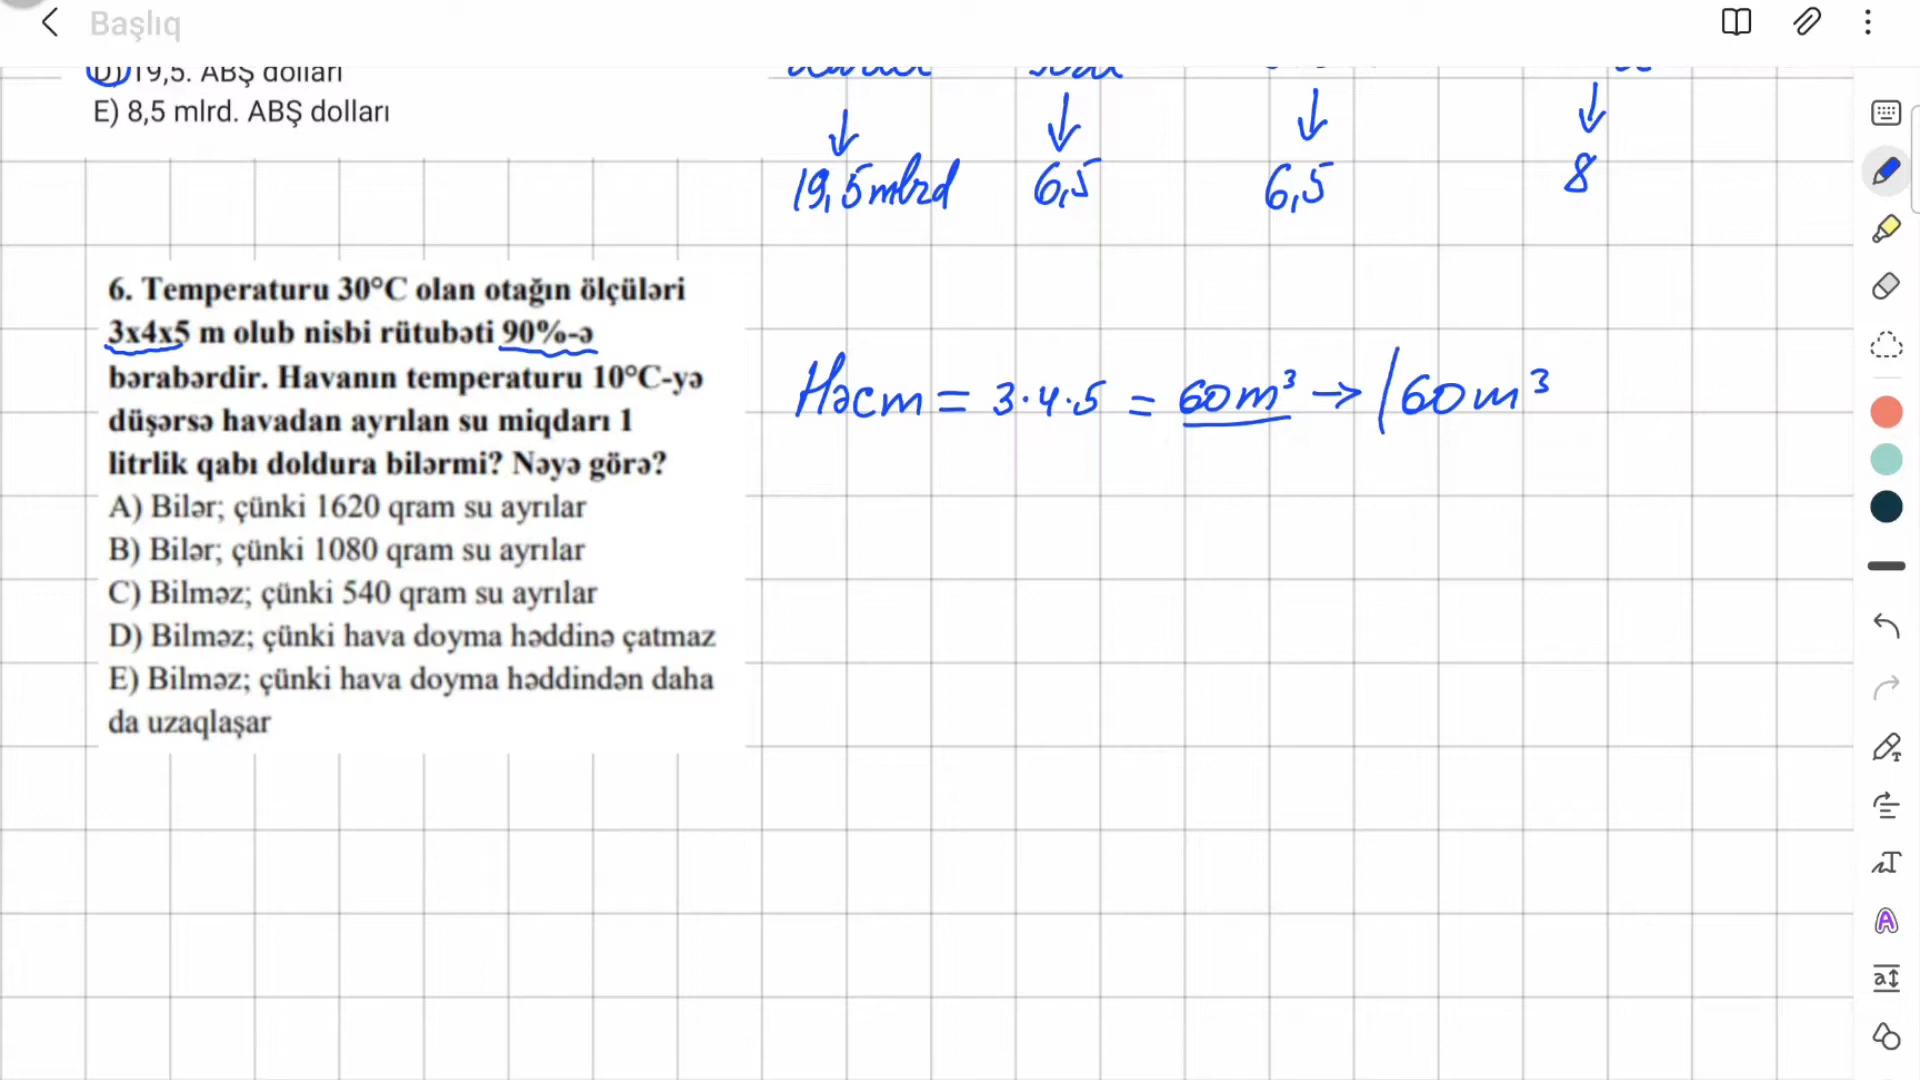 Başlıq
D) 19,5. ABŞ dolları
E) 8,5 mlrd. ABŞ dolları
19,5 mlrd 6,5 6,5 8
6. Temperaturu 30°C olan otağın ölçüləri
3x4x5 m olub nisbi rütubəti 90%-ə
bərabərdir. Havanın temperaturu 10°C-yə
düşərsə havadan ayrılan su miqdarı 1
litrlik qabı doldura bilərmi? Nəyə görə?
A) Bilər; çünki 1620 qram su ayrılar
B) Bilər; çünki 1080 qram su ayrılar
C) Bilməz; çünki 540 qram su ayrılar
D) Bilməz; çünki hava doyma həddinə çatmaz
E) Bilməz; çünki hava doyma həddindən daha
da uzaqlaşar
Həcm = 3·4·5 = 60m³ → 60m³